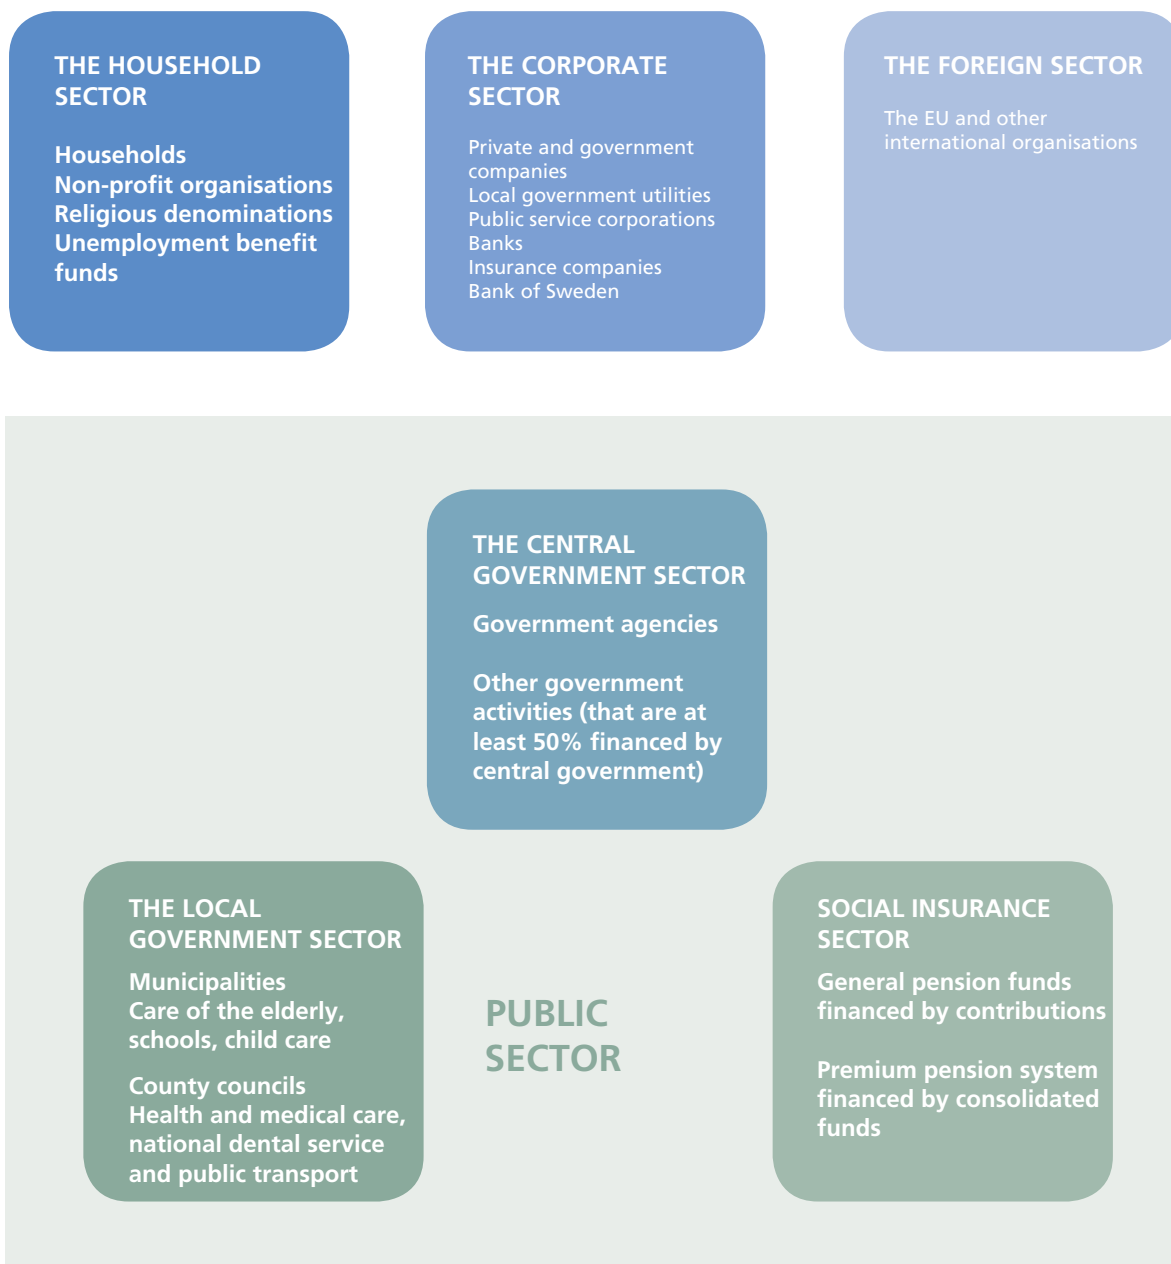 THE HOUSEHOLD
SECTOR
Households
Non-profit organisations
Religious denominations
Unemployment benefit
funds
THE CORPORATE
SECTOR
Private and government
companies
Local government utilities
Public service corporations
Banks
Insurance companies
Bank of Sweden
THE FOREIGN SECTOR
The EU and other
international organisations
THE CENTRAL
GOVERNMENT SECTOR
Government agencies
Other government
activities (that are at
least 50% financed by
central government)
THE LOCAL
GOVERNMENT SECTOR
Municipalities
Care of the elderly,
schools, child care
County councils
Health and medical care,
national dental service
and public transport
PUBLIC
SECTOR
SOCIAL INSURANCE
SECTOR
General pension funds
financed by contributions
Premium pension system
financed by consolidated
funds